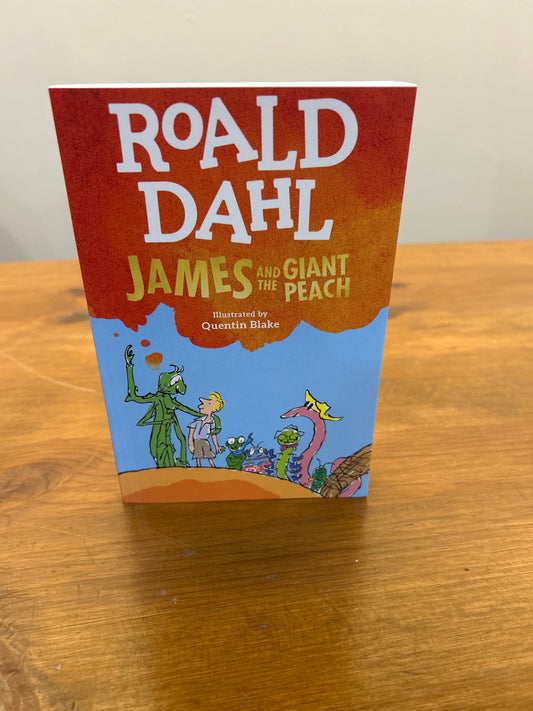 ROALD
DAHL
JAMES AND THE GIANT PEACH
Illustrated by
Quentin Blake